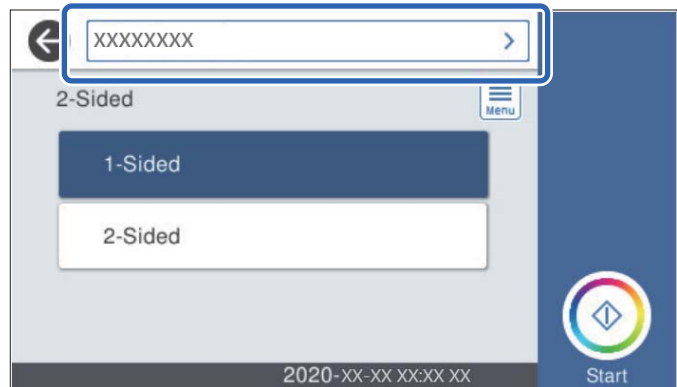 XXXXXXXX
2-Sided
Menu
1-Sided
2-Sided
2020-XX-XX XX:XX XX
Start